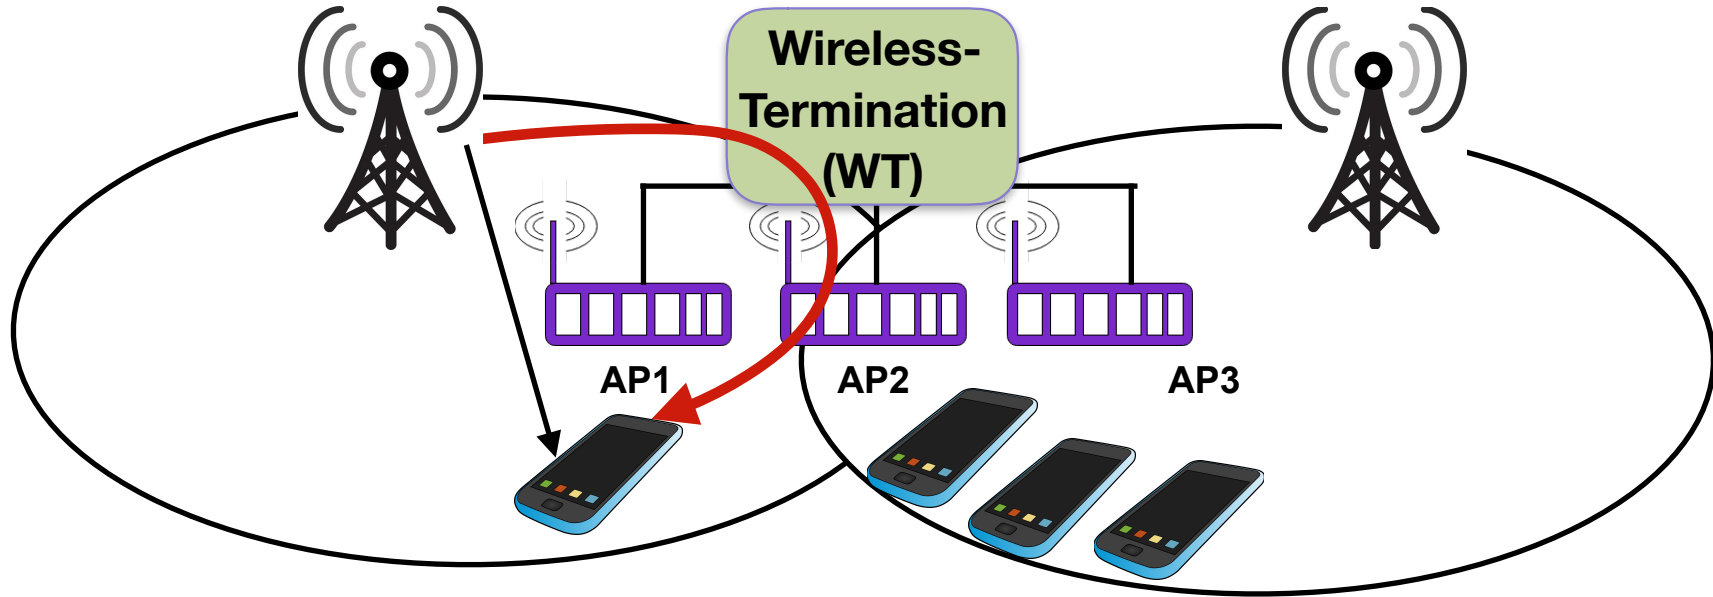 Wireless-
Termination
(WT)
AP1
AP2
AP3